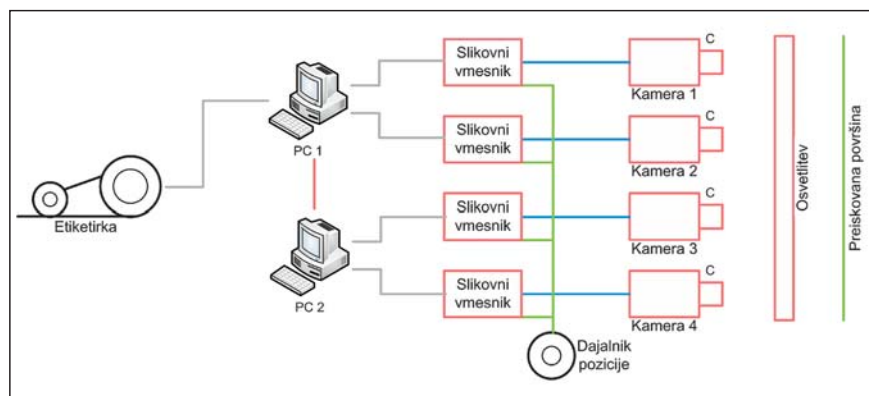 Slikovni
vmesnik
C
Kamera 1
PC 1
Slikovni
vmesnik
C
Kamera 2
Etiketirka
Slikovni
vmesnik
C
Kamera 3
PC 2
Slikovni
vmesnik
C
Kamera 4
Dajalnik
pozicije
Osvetlitev
Preiskovana površina